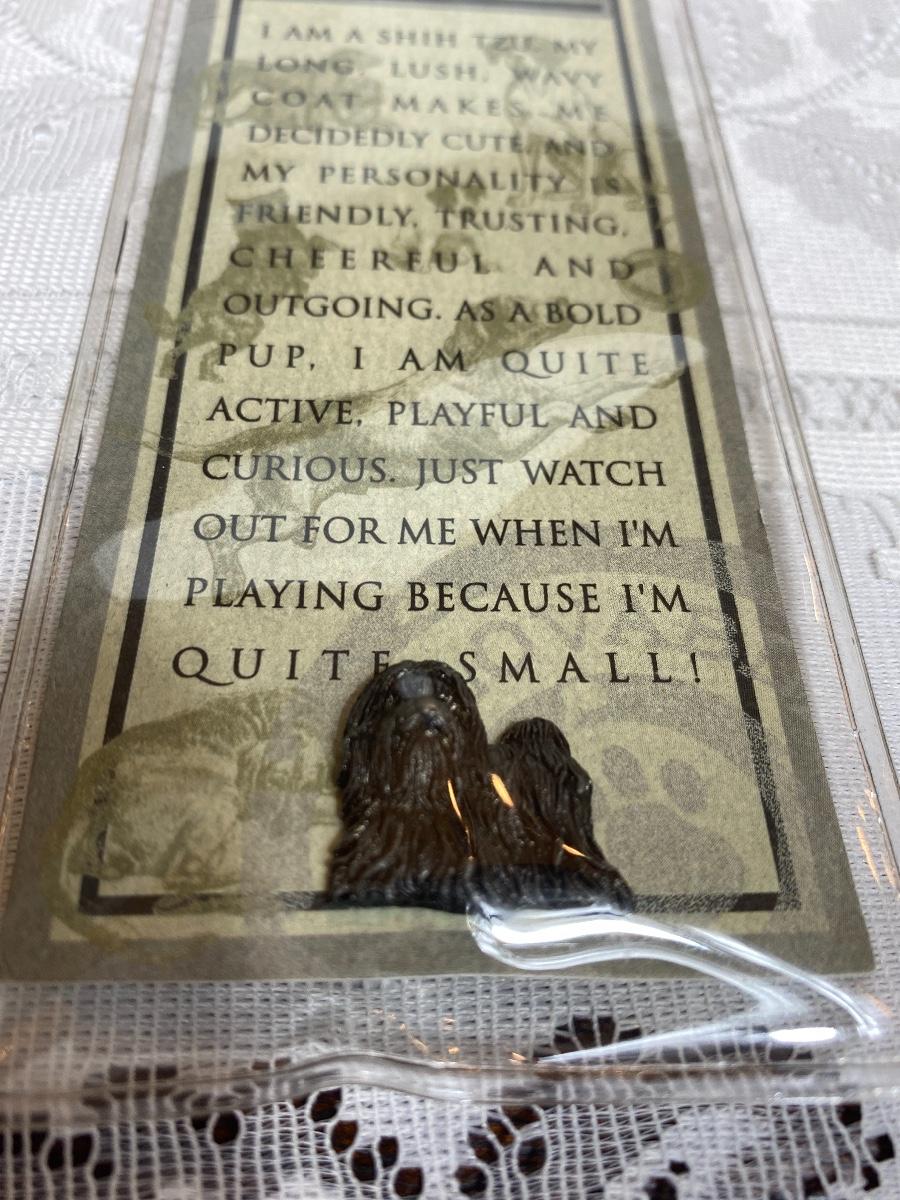 I AM A SHIH TZU. MY
LONG, LUSH, WAVY
COAT MAKES ME
DECIDEDLY CUTE, AND
MY PERSONALITY IS
FRIENDLY, TRUSTING,
CHEERFUL AND
OUTGOING. AS A BOLD
PUP, I AM QUITE
ACTIVE, PLAYFUL AND
CURIOUS. JUST WATCH
OUT FOR ME WHEN I'M
PLAYING BECAUSE I'M
QUITE SMALL!